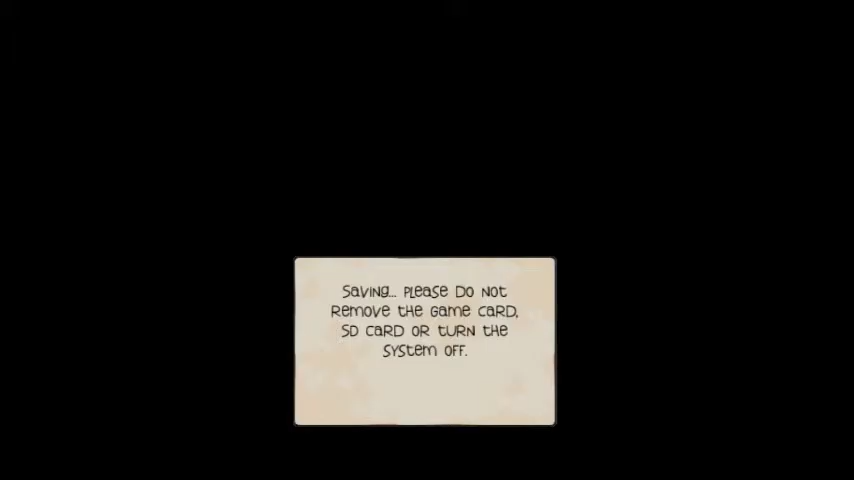 Saving... Please do not
remove the game card,
SD card or turn the
system off.